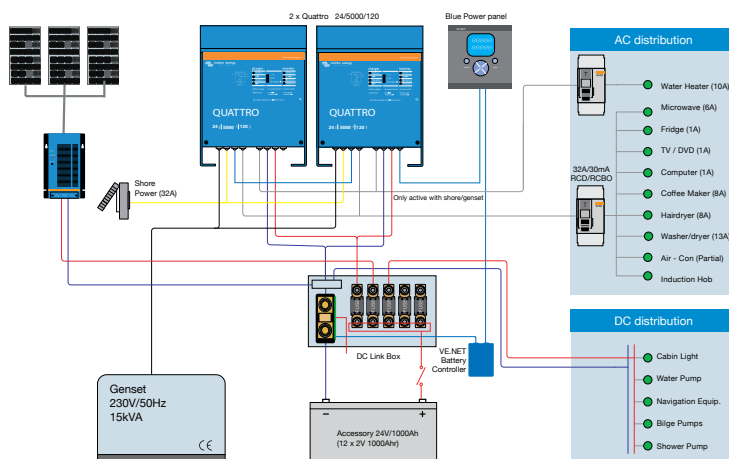 2 x Quattro 24/5000/120
Blue Power panel
AC distribution
QUATTRO
QUATTRO
Water Heater (10A)
Microwave (6A)
Fridge (1A)
TV / DVD (1A)
32A/30mA
RCD/RCBO
Computer (1A)
Coffee Maker (8A)
Hairdryer (8A)
Washer/dryer (13A)
Air - Con (Partial)
Induction Hob
Shore
Power (32A)
Only active with shore/genset
DC Link Box
VE.NET
Battery
Controller
DC distribution
Cabin Light
Water Pump
Navigation Equip.
Bilge Pumps
Shower Pump
Genset
230V/50Hz
15kVA
CE
– +
Accessory 24V/1000Ah
(12 x 2V 1000Ahr)